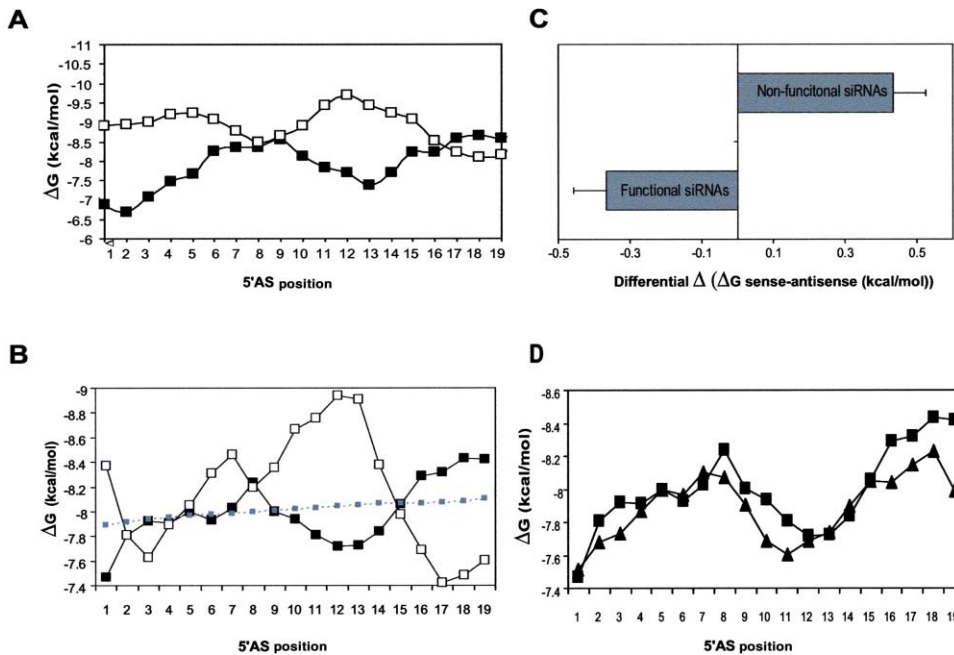 A
ΔG (kcal/mol)
-11
-10.5
-10
-9.5
-9
-8.5
-8
-7.5
-7
-6.5
-6
1 2 3 4 5 6 7 8 9 10 11 12 13 14 15 16 17 18 19
5'AS position
C
Non-funcitonal siRNAs
Functional siRNAs
-0.5 -0.3 -0.1 0.1 0.3 0.5
Differential Δ (ΔG sense-antisense (kcal/mol))
B
ΔG (kcal/mol)
-9
-8.8
-8.6
-8.4
-8.2
-8
-7.8
-7.6
-7.4
1 2 3 4 5 6 7 8 9 10 11 12 13 14 15 16 17 18 19
5'AS position
D
ΔG (kcal/mol)
-8.6
-8.4
-8.2
-8
-7.8
-7.6
-7.4
1 2 3 4 5 6 7 8 9 10 11 12 13 14 15 16 17 18 19
5'AS position